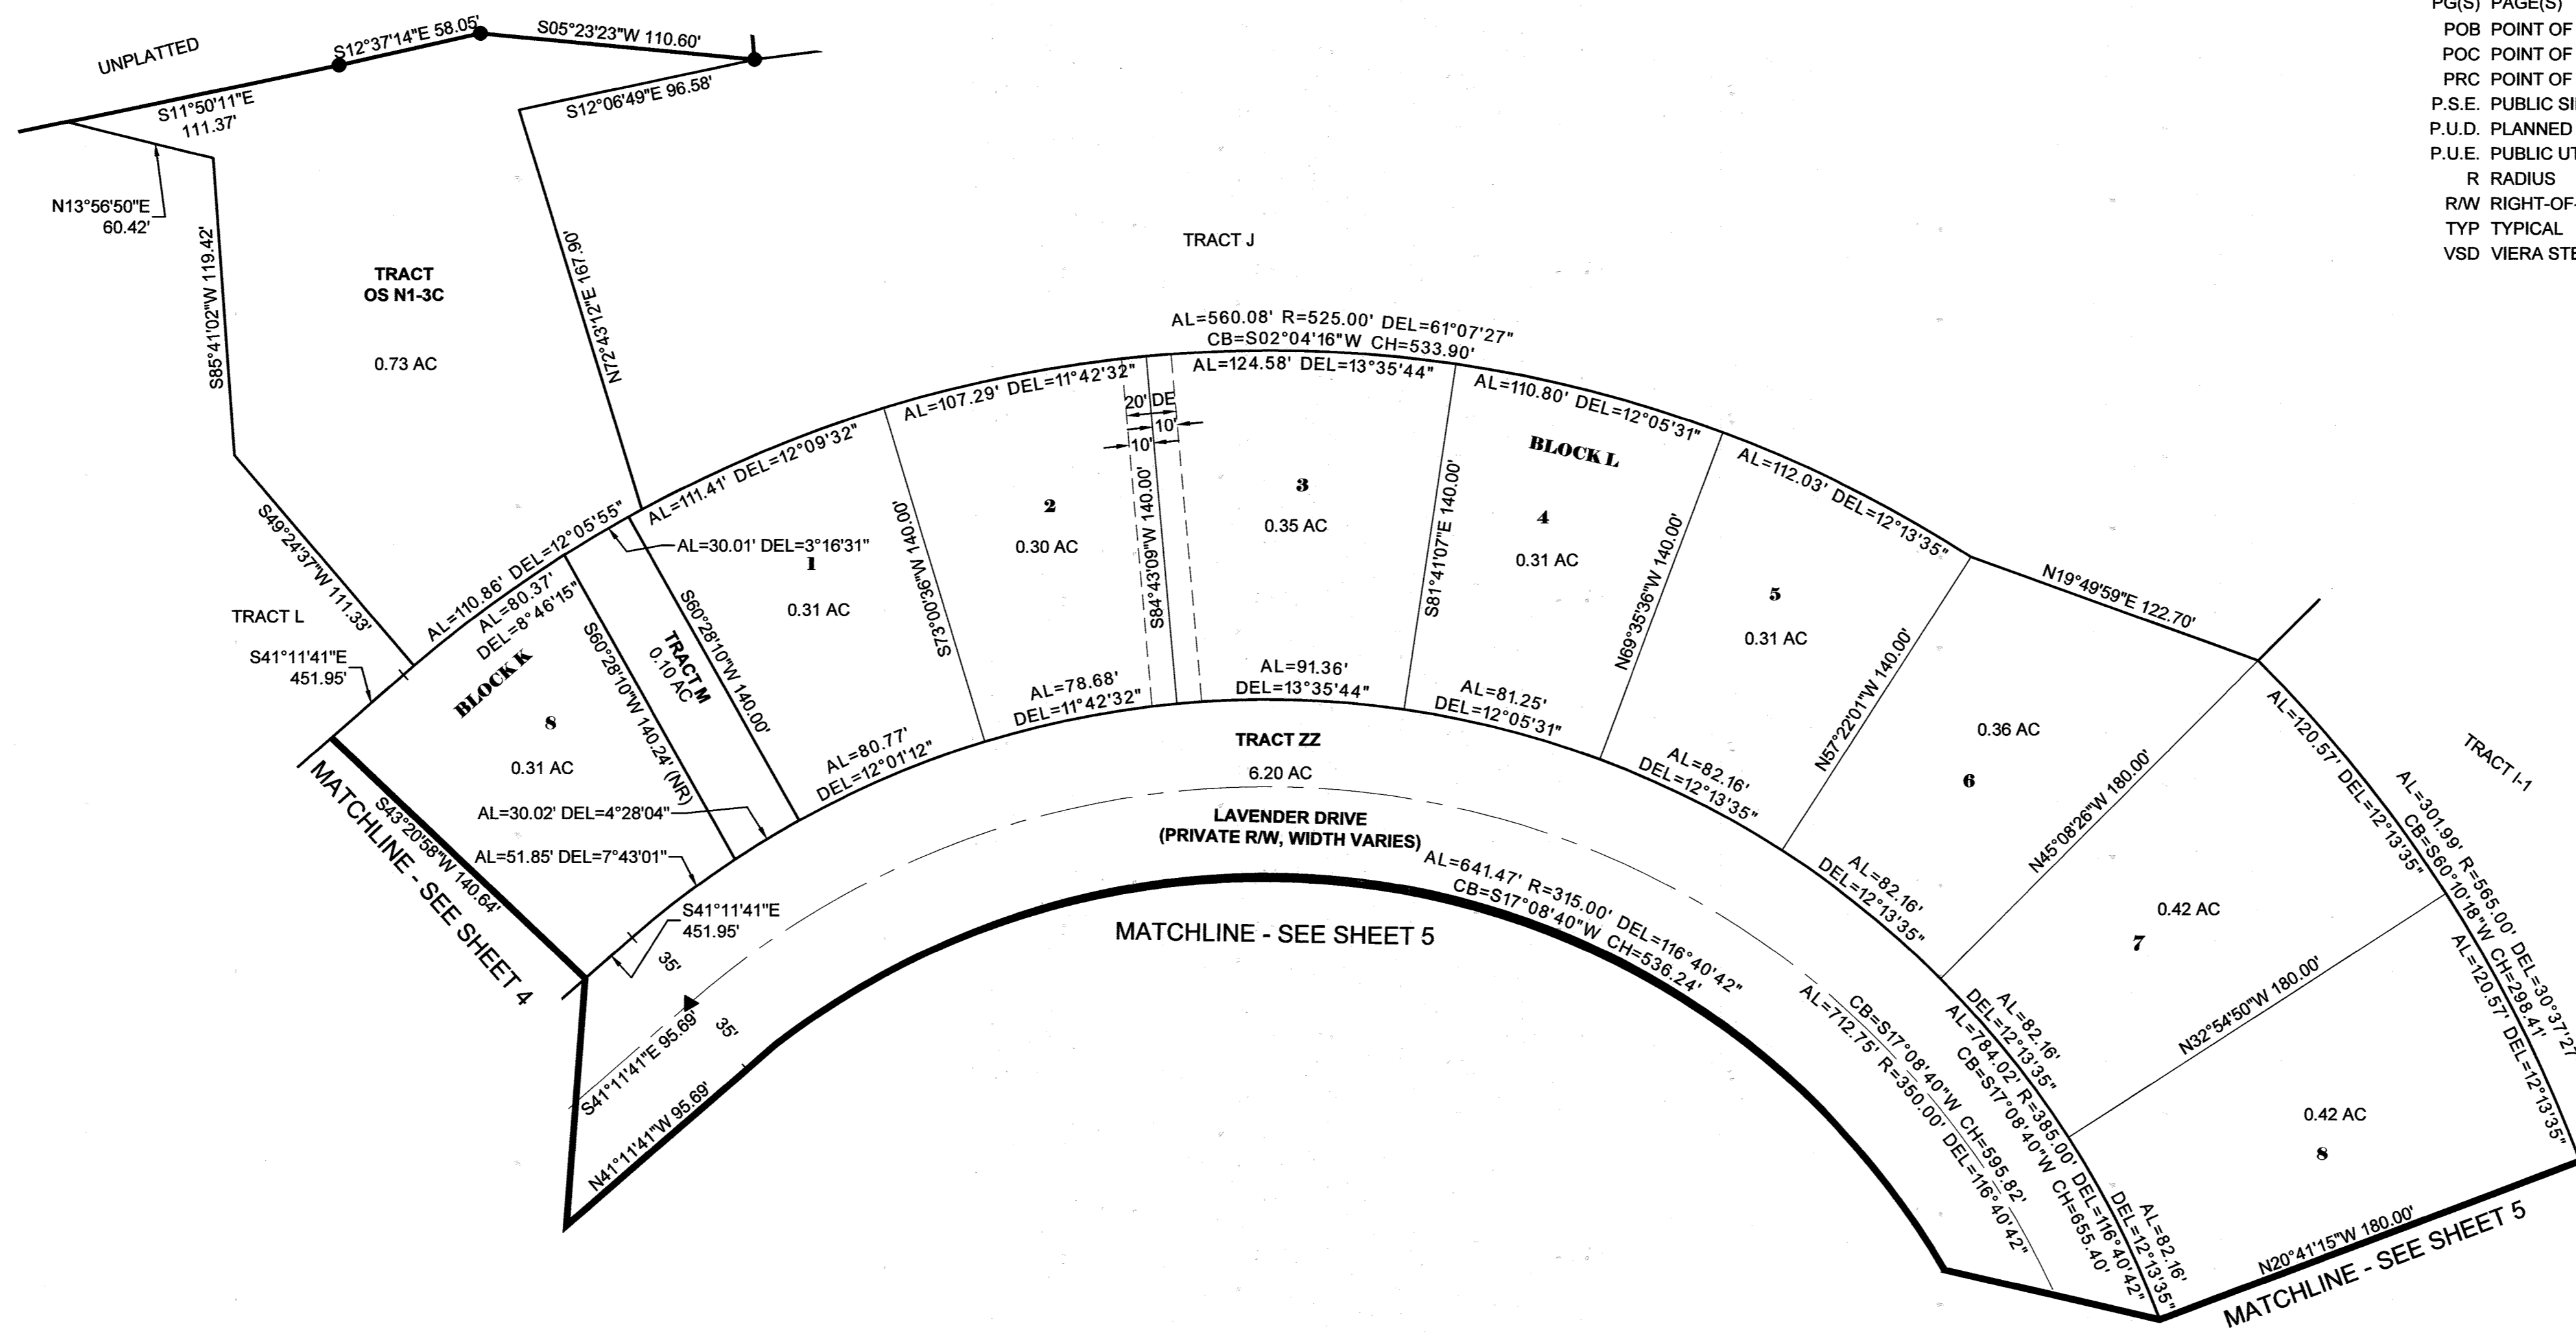 PG(S) PAGE(S)
POB POINT OF
POC POINT OF
PRC POINT OF
P.S.E. PUBLIC
P.U.D. PLANNED
P.U.E. PUBLIC
R RADIUS
R/W
TYP TYPICAL
VSD VIERA
UNPLATTED
S12°37'14"E 58.05'
S05°23'23"W 110.60'
S11°50'11"E
111.37'
S12°06'49"E 96.58'
N13°56'50"E
60.42'
S85°41'02"W 119.42'
TRACT
OS N1-3C
0.73 AC
N72°43'12"E 167.90'
TRACT J
S49°24'37"W 111.33'
TRACT L
S41°11'41"E
451.95'
AL=560.08' R=525.00' DEL=61°07'27"
CB=S02°04'16"W CH=533.90'
AL=110.86' DEL=12°05'55"
AL=80.37'
DEL=8°46'15"
AL=30.01' DEL=3°16'31"
AL=111.41' DEL=12°09'32"
AL=107.29' DEL=11°42'32"
AL=124.58' DEL=13°35'44"
AL=110.80' DEL=12°05'31"
AL=112.03' DEL=12°13'35"
N19°49'59"E 122.70'
20' DE
10'
10'
BLOCK K
8
0.31 AC
S43°20'58"W 140.64'
MATCHLINE - SEE SHEET 4
S60°28'10"W 140.24' (NR)
TRACT M
0.10 AC
S60°28'10"W 140.00'
1
0.31 AC
S73°00'36"W 140.00'
2
0.30 AC
S84°43'09"W 140.00'
3
0.35 AC
S81°41'07"E 140.00'
BLOCK L
4
0.31 AC
N69°35'36"W 140.00'
5
0.31 AC
N57°22'01"W 140.00'
0.36 AC
6
N45°08'26"W 180.00'
0.42 AC
7
N32°54'50"W 180.00'
0.42 AC
8
N20°41'15"W 180.00'
MATCHLINE - SEE SHEET 5
TRACT I-1
AL=120.57' DEL=12°13'35"
AL=301.99' R=565.00' DEL=30°37'27
CB=S60°10'18"W CH=298.41'
AL=120.57' DEL=12°13'35"
AL=30.02' DEL=4°28'04"
AL=51.85' DEL=7°43'01"
AL=80.77'
DEL=12°01'12"
AL=78.68'
DEL=11°42'32"
AL=91.36'
DEL=13°35'44"
AL=81.25'
DEL=12°05'31"
AL=82.16'
DEL=12°13'35"
AL=82.16'
DEL=12°13'35"
AL=82.16'
DEL=12°13'35"
AL=82.16'
DEL=12°13'35"
AL=784.02' R=385.00' DEL=116°40'42"
CB=S17°08'40"W CH=655.40'
TRACT ZZ
6.20 AC
LAVENDER DRIVE
(PRIVATE R/W, WIDTH VARIES)
S41°11'41"E
451.95'
35'
35'
S41°11'41"E 95.69'
N41°11'41"W 95.69'
AL=641.47' R=315.00' DEL=116°40'42"
CB=S17°08'40"W CH=536.24'
CB=S17°08'40"W CH=595.82'
AL=712.75' R=350.00' DEL=116°40'42"
MATCHLINE - SEE SHEET 5